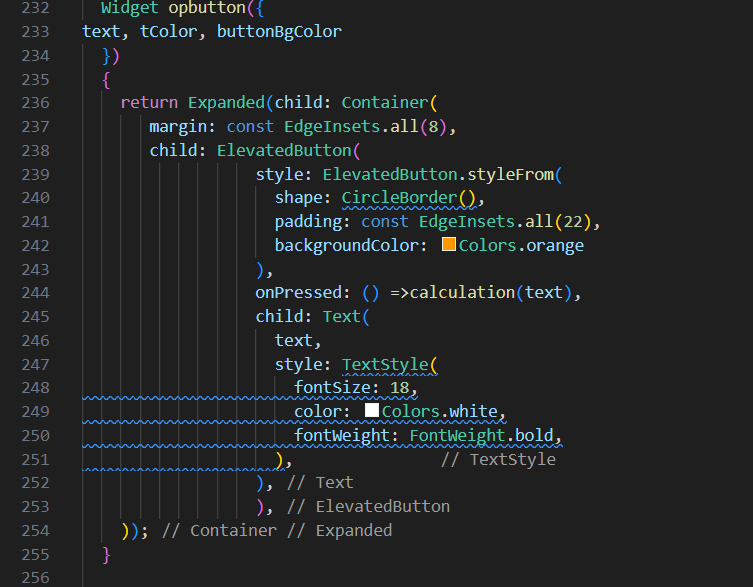 232 Widget opbutton({
233 text, tColor, buttonBgColor
234 })
235 {
236 return Expanded(child: Container(
237 margin: const EdgeInsets.all(8),
238 child: ElevatedButton(
239 style: ElevatedButton.styleFrom(
240 shape: CircleBorder(),
241 padding: const EdgeInsets.all(22),
242 backgroundColor: Colors.orange
243 ),
244 onPressed: () =>calculation(text),
245 child: Text(
246 text,
247 style: TextStyle(
248 fontSize: 18,
249 color: Colors.white,
250 fontWeight: FontWeight.bold,
251 ), // TextStyle
252 ), // Text
253 ), // ElevatedButton
254 )); // Container // Expanded
255 }
256